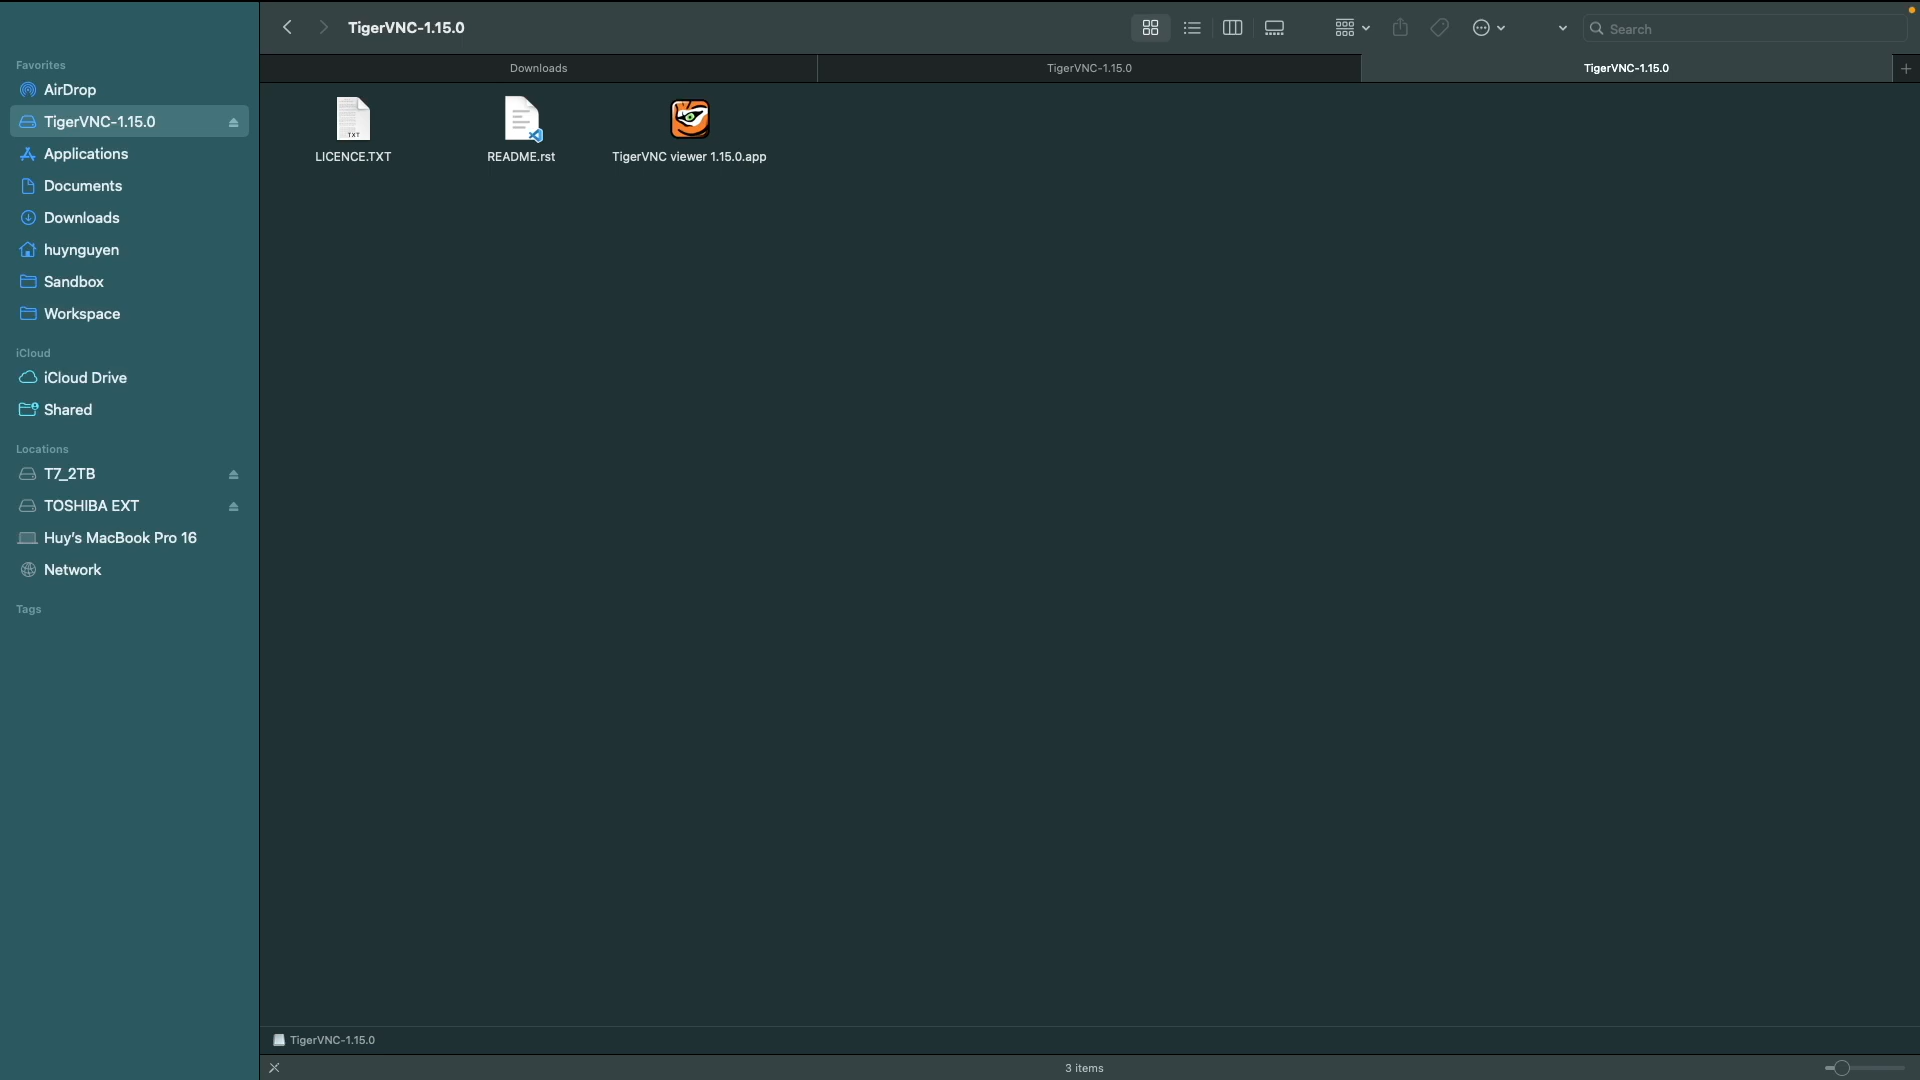 TigerVNC-1.15.0
Search
Downloads
TigerVNC-1.15.0
TigerVNC-1.15.0
Favorites
AirDrop
TigerVNC-1.15.0
Applications
Documents
Downloads
huynguyen
Sandbox
Workspace
iCloud
iCloud Drive
Shared
Locations
T7_2TB
TOSHIBA EXT
Huy's MacBook Pro 16
Network
Tags
TXT
LICENCE.TXT
README.rst
TigerVNC viewer 1.15.0.app
TigerVNC-1.15.0
3 items